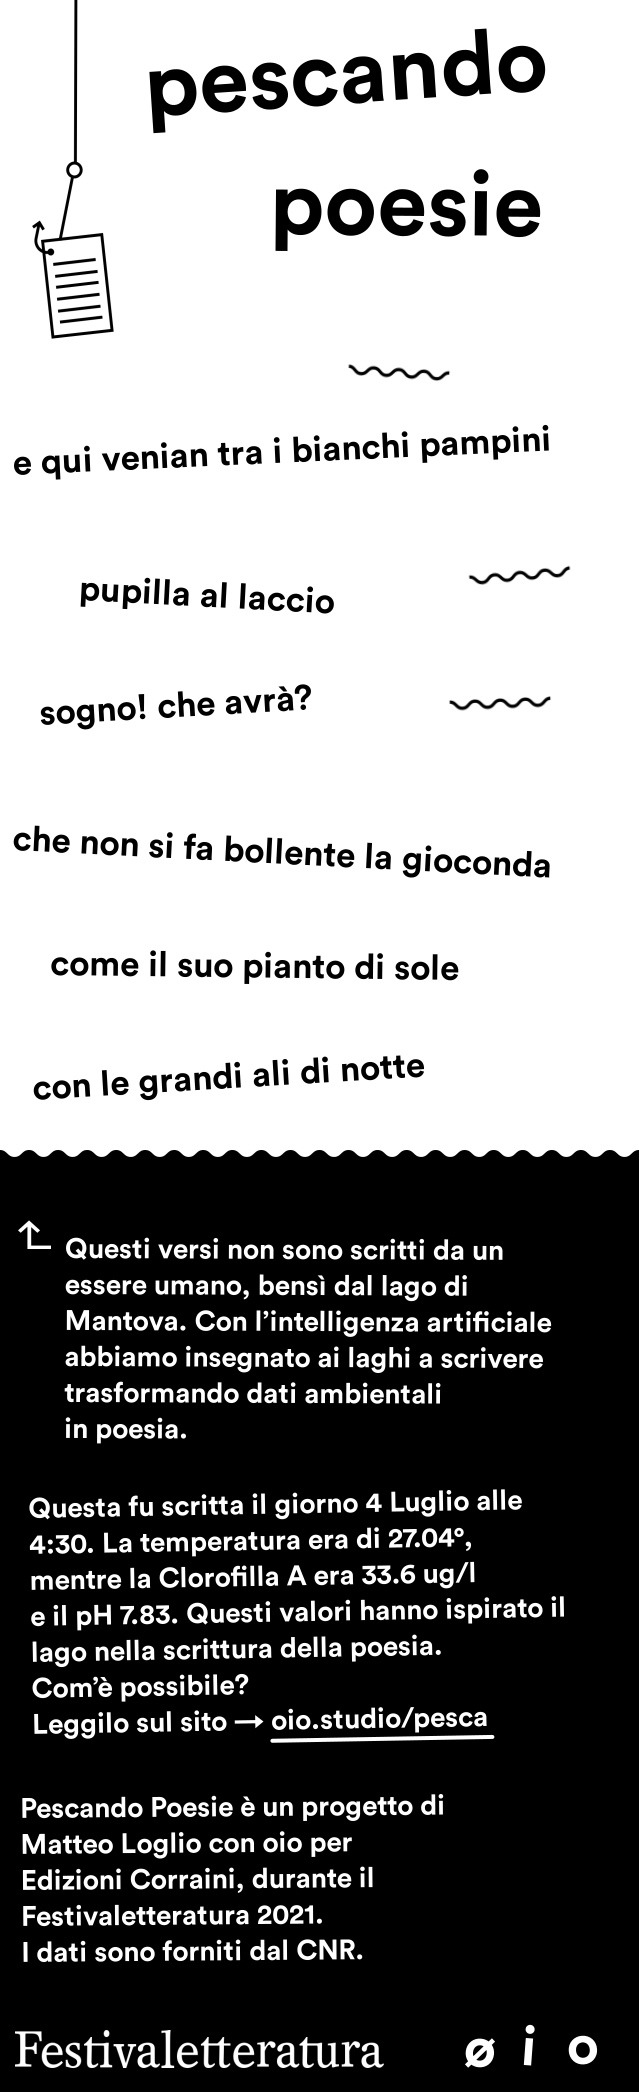 pescando
poesie
e qui venian tra i bianchi pampini
pupilla al laccio
sogno! che avrà?
che non si fa bollente la gioconda
come il suo pianto di sole
con le grandi ali di notte
Questi versi non sono scritti da un
essere umano, bensì dal lago di
Mantova. Con l’intelligenza artificiale
abbiamo insegnato ai laghi a scrivere
trasformando dati ambientali
in poesia.
Questa fu scritta il giorno 4 Luglio alle
4:30. La temperatura era di 27.04°,
mentre la Clorofilla A era 33.6 ug/l
e il pH 7.83. Questi valori hanno ispirato il
lago nella scrittura della poesia.
Com’è possibile?
Leggilo sul sito → oio.studio/pesca
Pescando Poesie è un progetto di
Matteo Loglio con oio per
Edizioni Corraini, durante il
Festivaletteratura 2021.
I dati sono forniti dal CNR.
Festivaletteratura ø i o